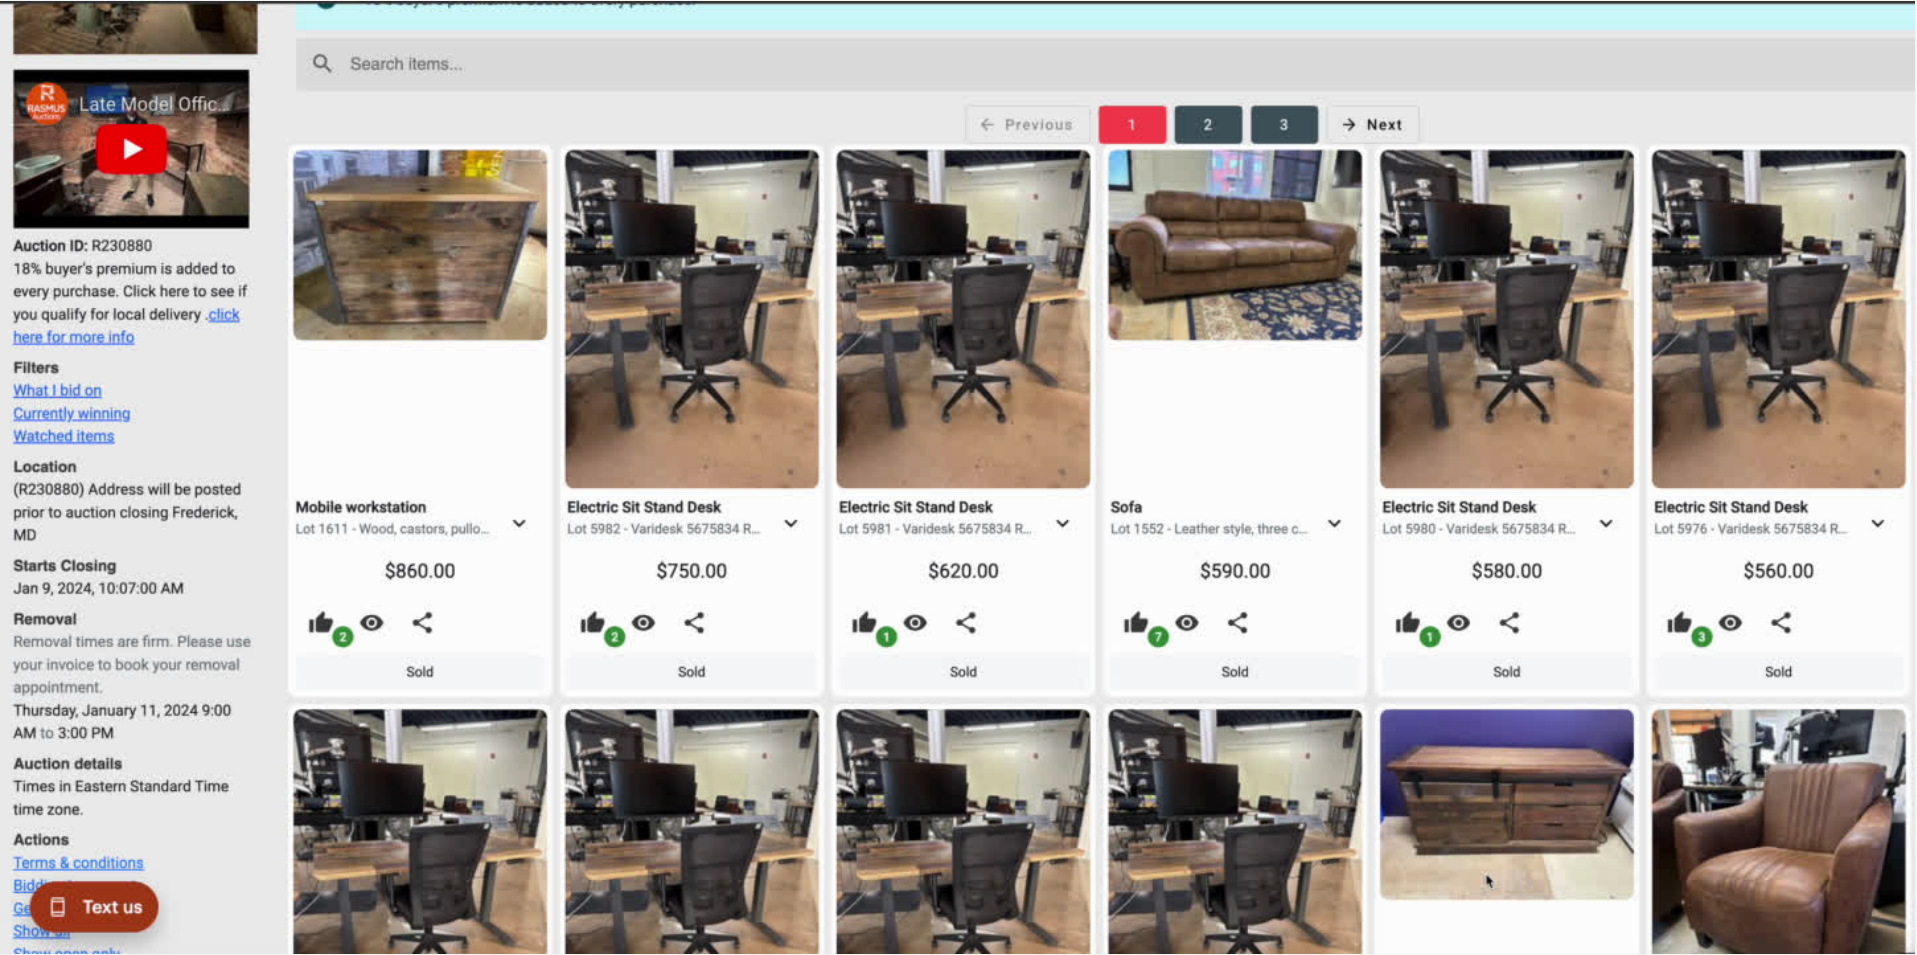 Search items...
Previous
1
2
3
Next
RASMUS
Auctions
Late Model Offic...
Auction ID: R230880
18% buyer's premium is added to
every purchase. Click here to see if
you qualify for local delivery .click
here for more info
Filters
What I bid on
Currently winning
Watched items
Location
(R230880) Address will be posted
prior to auction closing Frederick,
MD
Starts Closing
Jan 9, 2024, 10:07:00 AM
Removal
Removal times are firm. Please use
your invoice to book your removal
appointment.
Thursday, January 11, 2024 9:00
AM to 3:00 PM
Auction details
Times in Eastern Standard Time
time zone.
Actions
Terms & conditions
Text us
Show all
Show open only
Mobile workstation
Lot 1611 - Wood, castors, pullo...
$860.00
2
Sold
Electric Sit Stand Desk
Lot 5982 - Varidesk 5675834 R...
$750.00
2
Sold
Electric Sit Stand Desk
Lot 5981 - Varidesk 5675834 R...
$620.00
1
Sold
Sofa
Lot 1552 - Leather style, three c...
$590.00
7
Sold
Electric Sit Stand Desk
Lot 5980 - Varidesk 5675834 R...
$580.00
1
Sold
Electric Sit Stand Desk
Lot 5976 - Varidesk 5675834 R...
$560.00
3
Sold